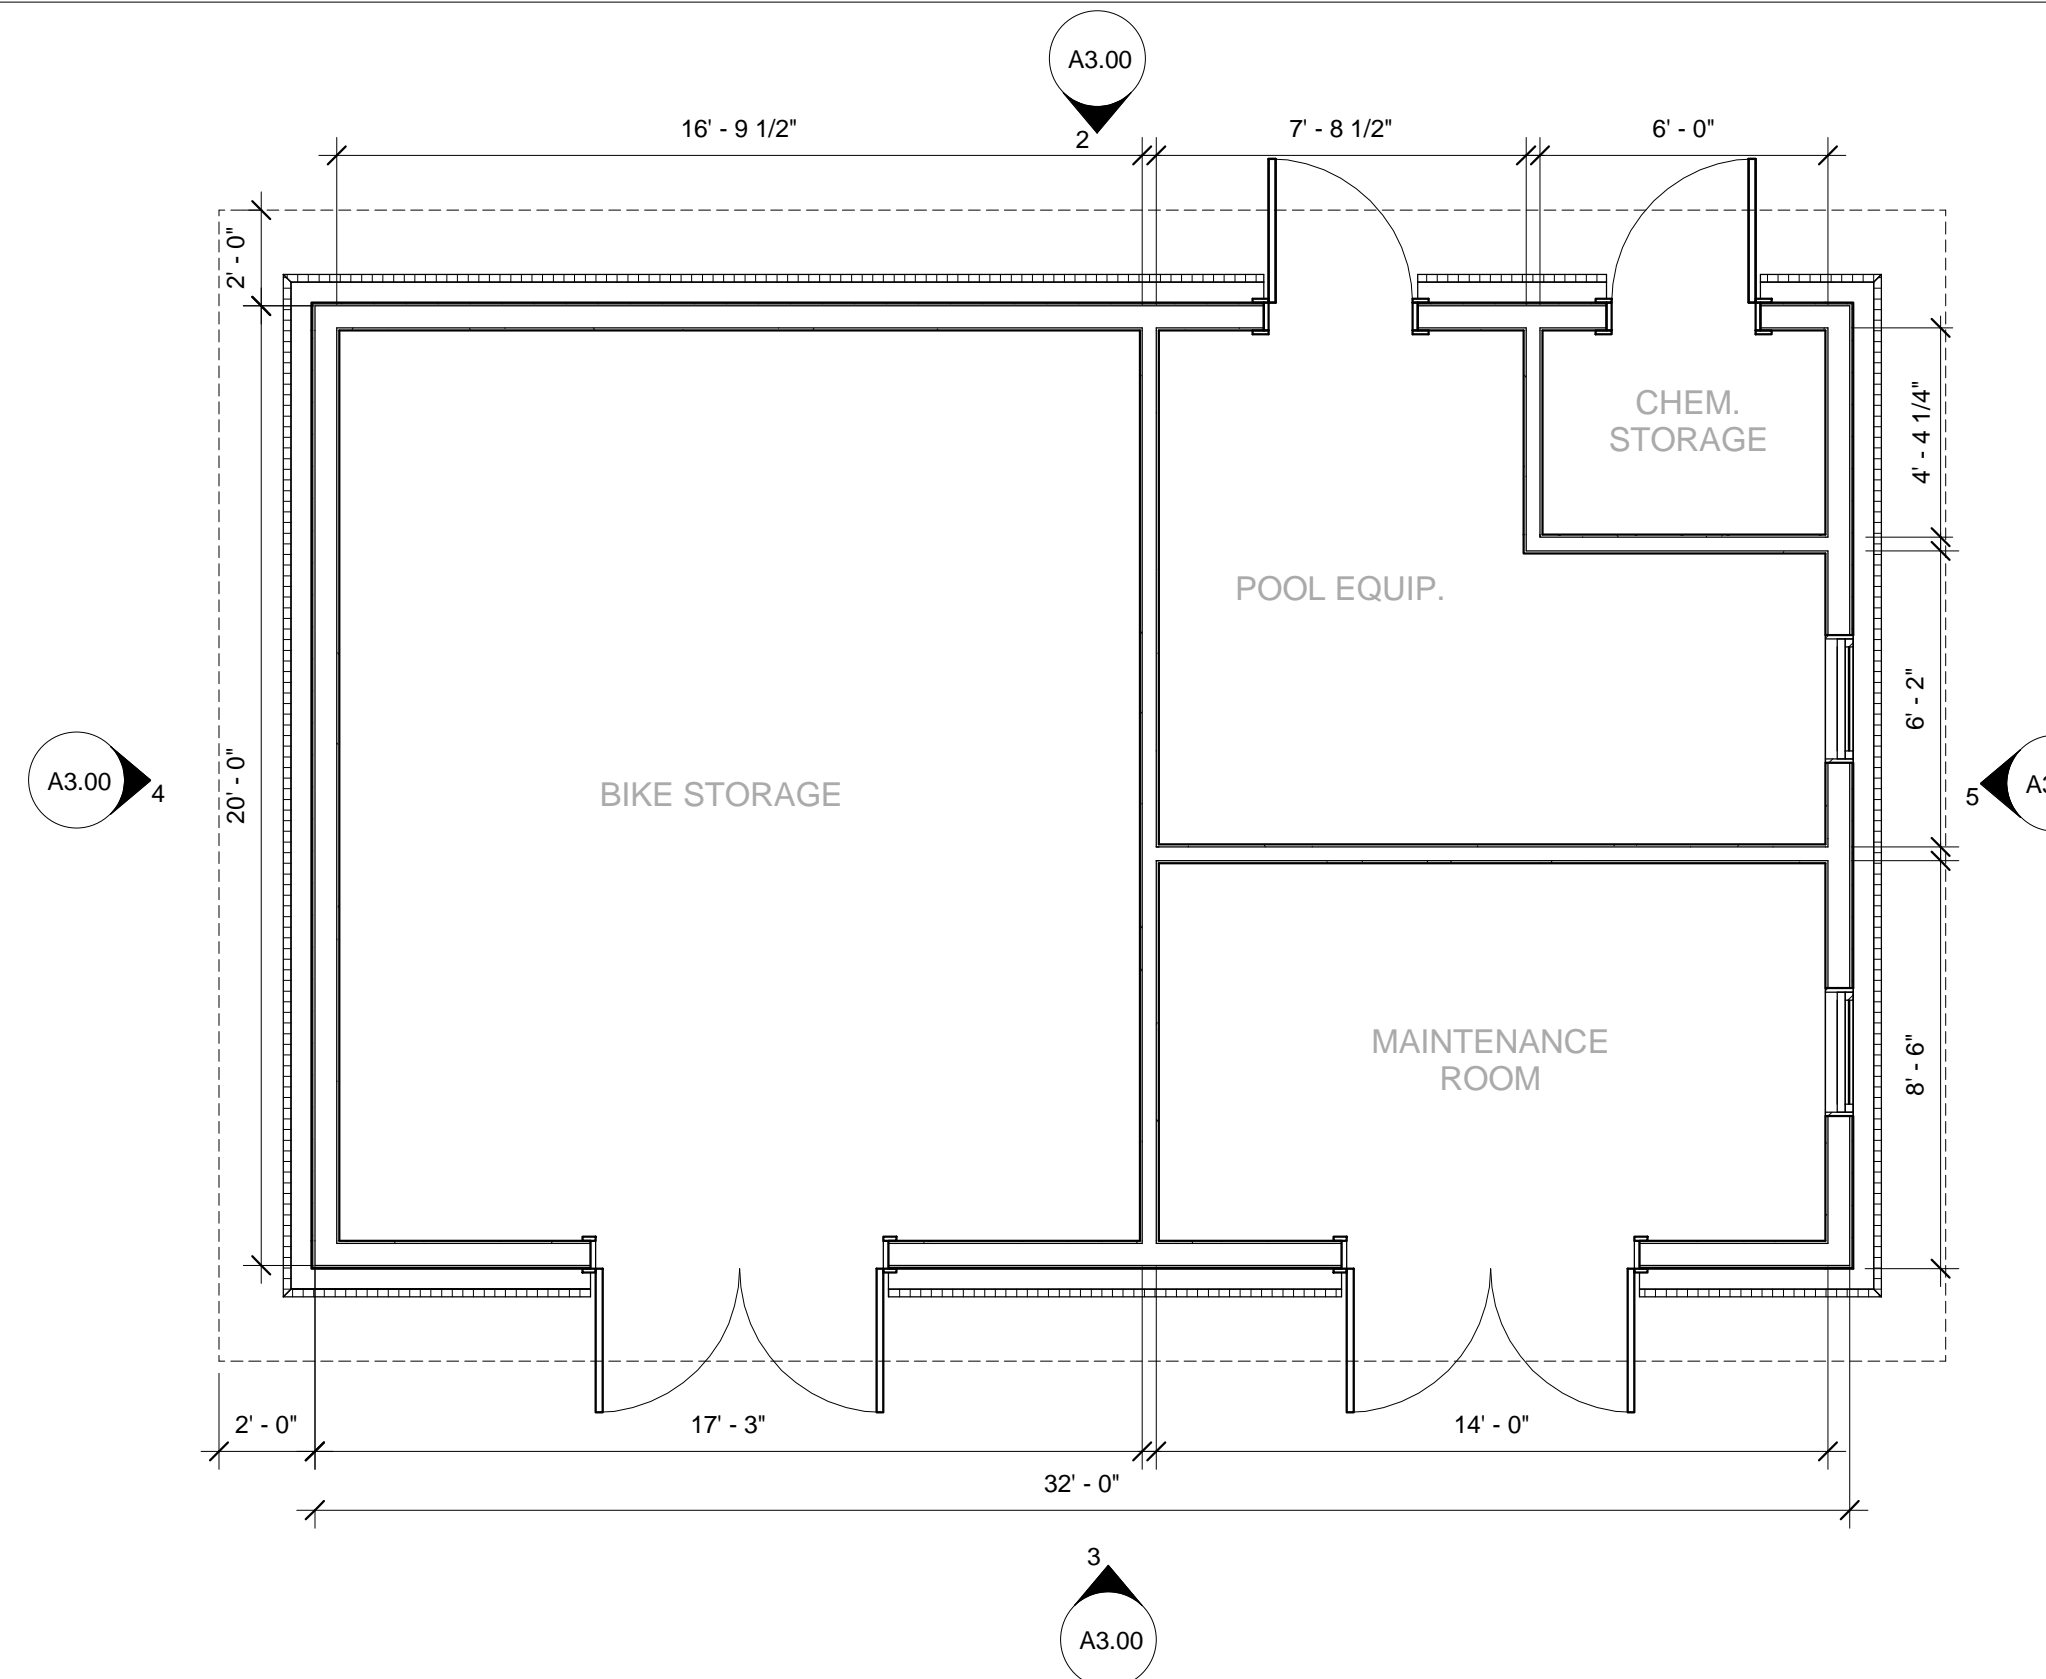 A3.00
2
16' - 9 1/2"
7' - 8 1/2"
6' - 0"
2' - 0"
CHEM.
STORAGE
4' - 4 1/4"
POOL EQUIP.
6' - 2"
A3.00
4
20' - 0"
BIKE STORAGE
5
MAINTENANCE
ROOM
8' - 6"
2' - 0"
17' - 3"
14' - 0"
32' - 0"
3
A3.00